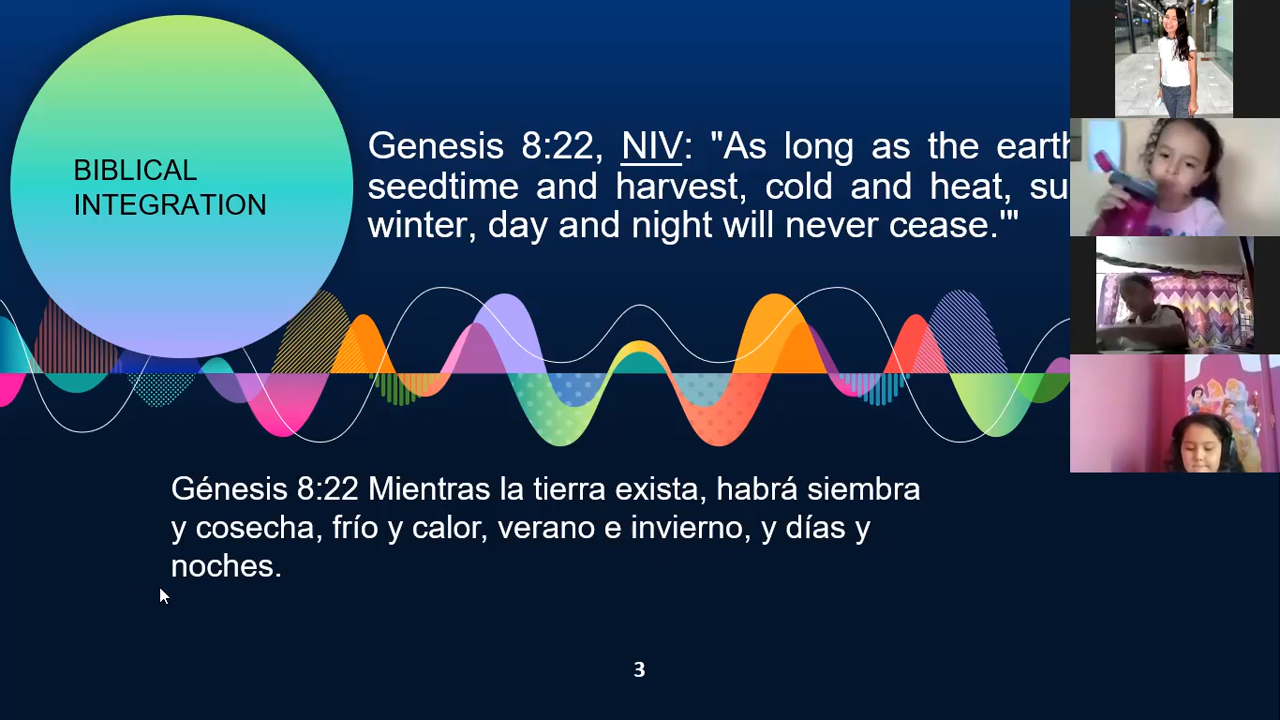 BIBLICAL
INTEGRATION
Genesis 8:22, NIV: "As long as the earth
seedtime and harvest, cold and heat, su
winter, day and night will never cease.'"
Génesis 8:22 Mientras la tierra exista, habrá siembra
y cosecha, frío y calor, verano e invierno, y días y
noches.
3